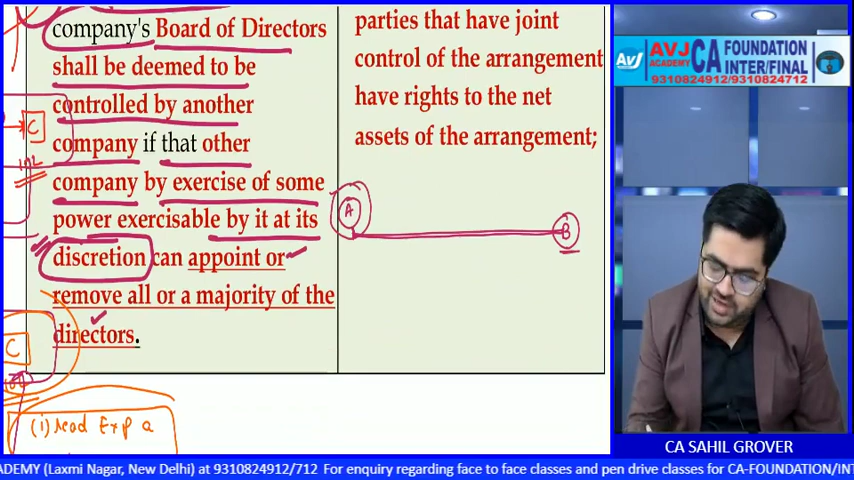 company's Board of Directors
shall be deemed to be
controlled by another
company if that other
company by exercise of some
power exercisable by it at its
discretion can appoint or
remove all or a majority of the
directors.
parties that have joint
control of the arrangement
have rights to the net
assets of the arrangement;
A
B
C
C
(i) Read Exp a
AVJ
AVJ
ACADEMY
CA
FOUNDATION
INTER/FINAL
9310824912/9310824712
CA SAHIL GROVER
ADEMY (Laxmi Nagar, New Delhi) at 9310824912/712 For enquiry regarding face to face classes and pen drive classes for CA-FOUNDATION/INT